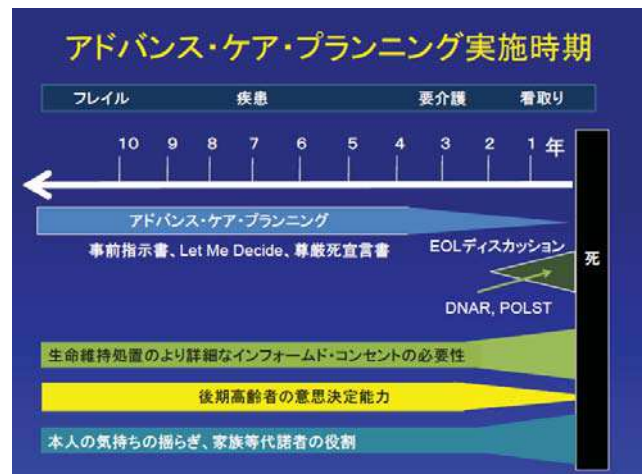 アドバンス・ケア・プランニング実施時期
フレイル 疾患 要介護 看取り
10 9 8 7 6 5 4 3 2 1 年
アドバンス・ケア・プランニング
事前指示書、Let Me Decide、尊厳死宣言書
EOLディスカッション
死
DNAR, POLST
生命維持処置のより詳細なインフォームド・コンセントの必要性
後期高齢者の意思決定能力
本人の気持ちの揺らぎ、家族等代諾者の役割